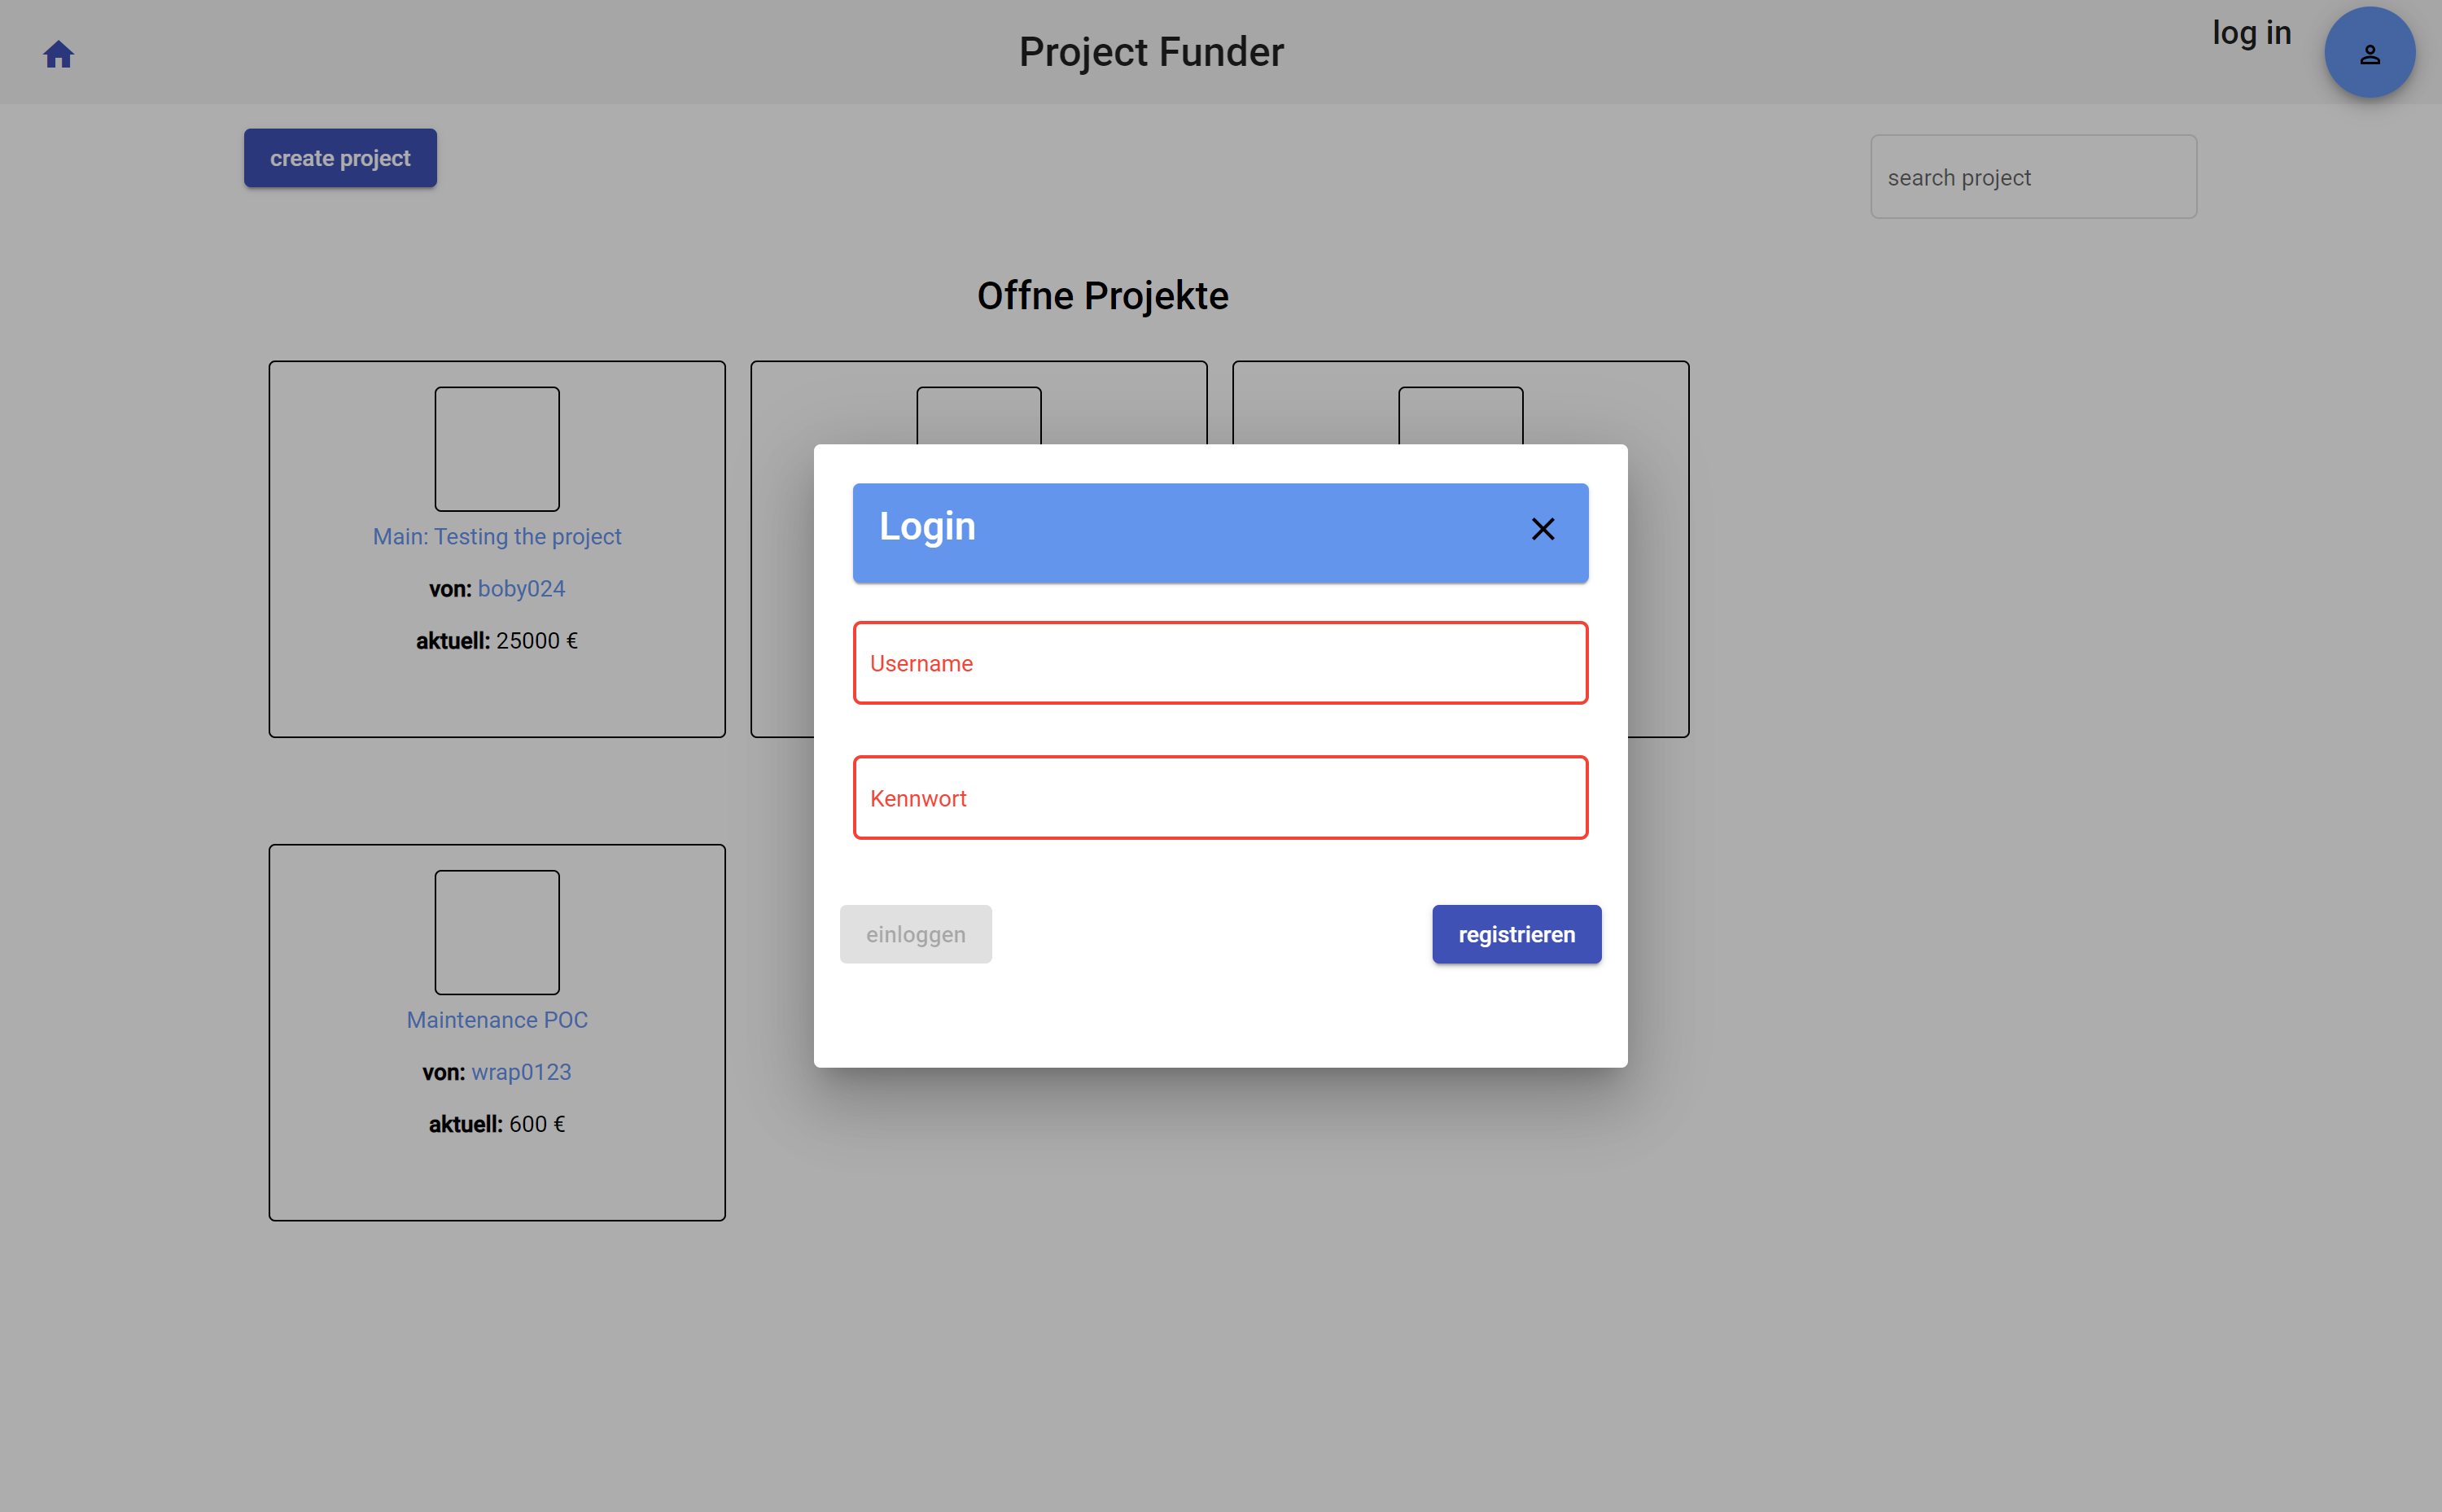 Project Funder
log in
create project
search project
Offne Projekte
Main: Testing the project
von: boby024
aktuell: 25000 €
Login
Username
Kennwort
einloggen
registrieren
Maintenance POC
von: wrap0123
aktuell: 600 €